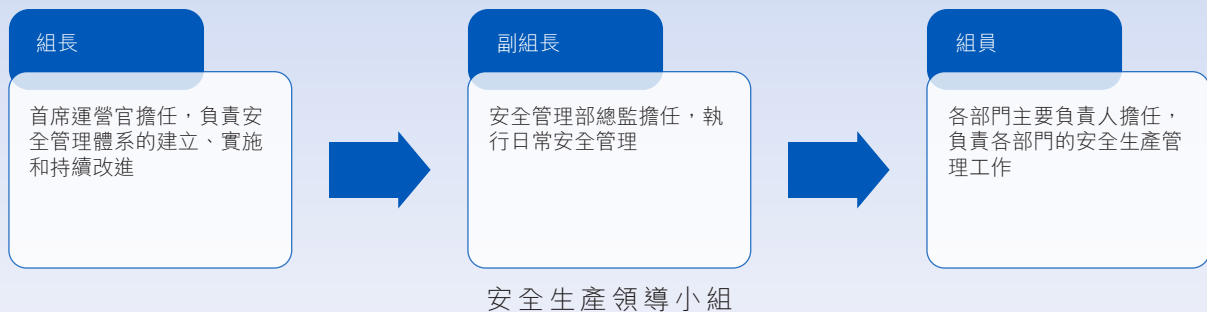 組長
首席運營官擔任，負責安
全管理體系的建立、實施
和持續改進
副組長
安全管理部總監擔任，執
行日常安全管理
組員
各部門主要負責人擔任，
負責各部門的安全生產管
理工作
安全生產領導小組